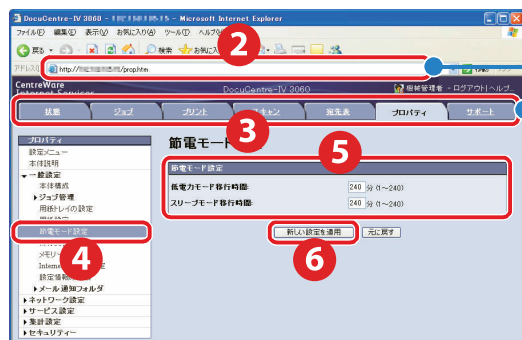 DocuCentre-IV 3060 - - Microsoft Internet Explorer
ファイル(F) 編集(E) 表示(V) お気に入り(A) ツール(T) ヘルプ
戻る 検索 お気に入
2
アドレス(D) http:// /prop.htm 移動
CentreWare
Internet Services
DocuCentre-IV 3060
機械管理者 - ログアウト ヘルプ
状態 ジョブ プリント スキャン 宛先表 プロパティ サポート
3
プロパティ
設定メニュー
本体説明
一般設定
本体構成
ジョブ管理
用紙トレイの設定
節電モード設定
4
メモリー
Interne
設定情報
メール通知フォルダ
ネットワーク設定
サービス設定
集計設定
セキュリティー
節電モー
5
節電モード設定
低電力モード移行時間: 240 分 (1~240)
スリープモード移行時間: 240 分 (1~240)
新しい設定を適用 元に戻す
6